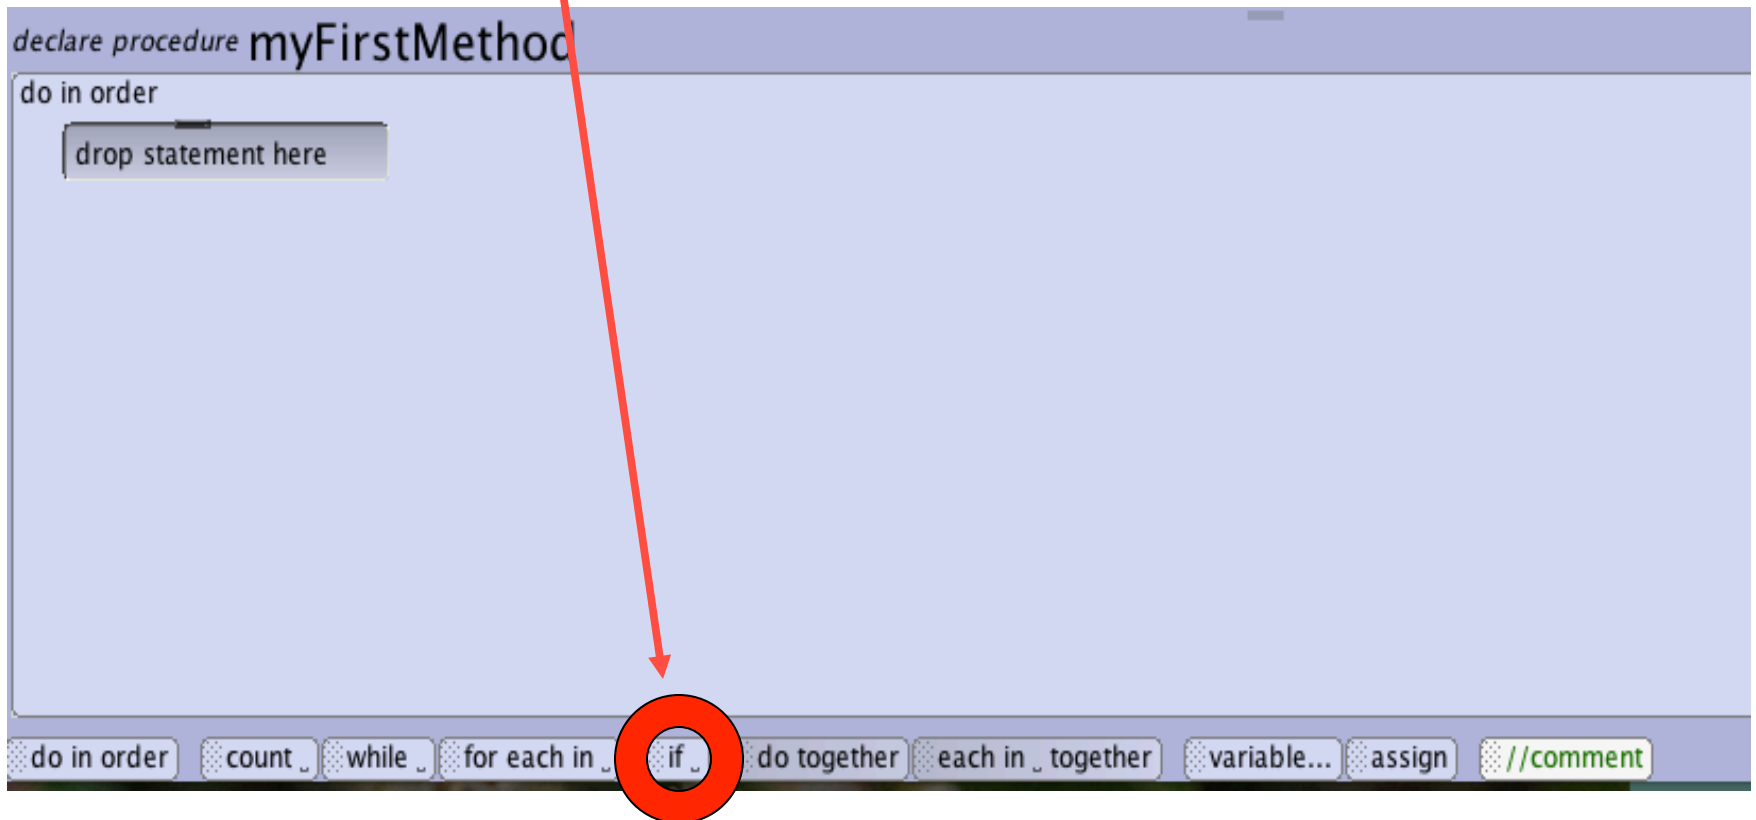 declare procedure myFirstMethod
do in order
drop statement here
do in order count ⎵ while ⎵ for each in ⎵ if ⎵ do together each in ⎵ together variable... assign //comment